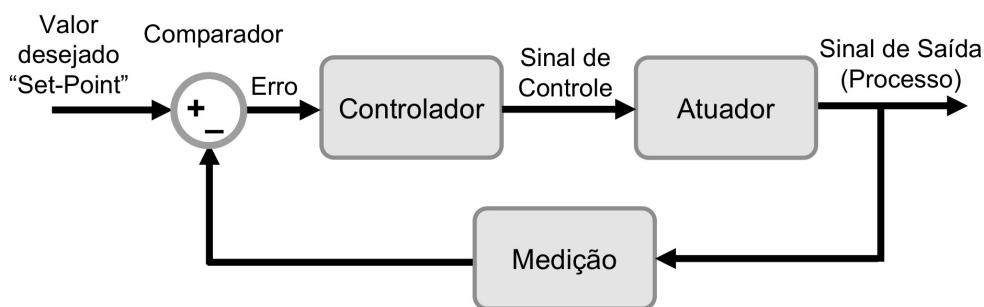 Valor
desejado
“Set-Point”
Comparador
+
–
Erro
Controlador
Sinal de
Controle
Atuador
Sinal de Saída
(Processo)
Medição